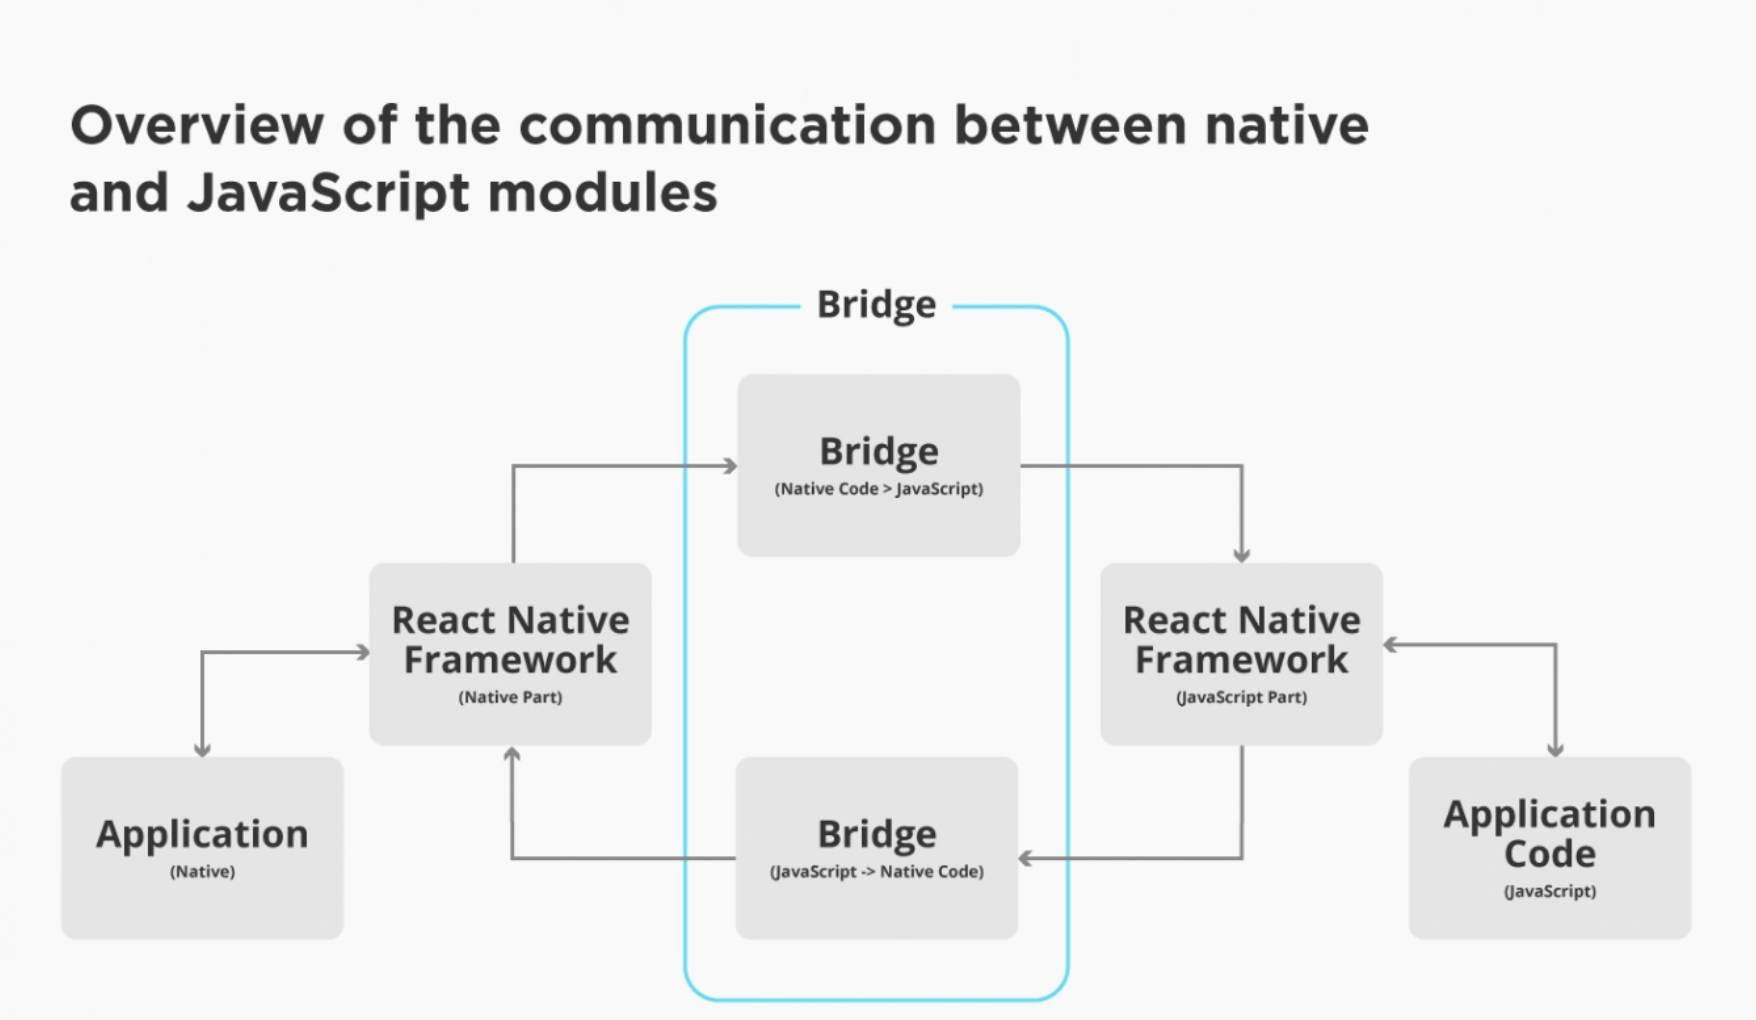 Overview of the communication between native
and JavaScript modules
Bridge
Bridge
(Native Code > JavaScript)
React Native
Framework
(Native Part)
React Native
Framework
(JavaScript Part)
Application
(Native)
Bridge
(JavaScript -> Native Code)
Application
Code
(JavaScript)